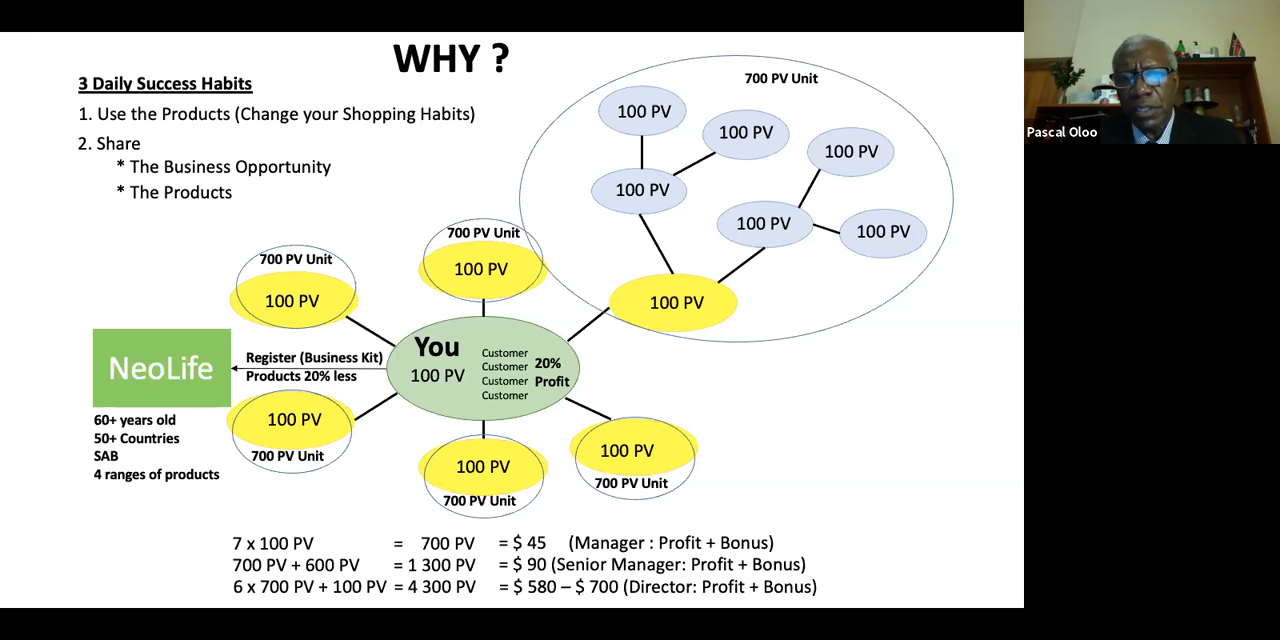 WHY ?
3 Daily Success Habits
1. Use the Products (Change your Shopping Habits)
2. Share
* The Business Opportunity
* The Products
700 PV Unit
100 PV
100 PV
100 PV
100 PV
100 PV
100 PV
100 PV
700 PV Unit
100 PV
700 PV Unit
100 PV
You
100 PV
Customer
Customer
Customer
Customer
20%
Profit
NeoLife
Register (Business Kit)
Products 20% less
60+ years old
50+ Countries
SAB
4 ranges of products
100 PV
700 PV Unit
100 PV
700 PV Unit
100 PV
700 PV Unit
7 x 100 PV = 700 PV = $ 45 (Manager : Profit + Bonus)
700 PV + 600 PV = 1 300 PV = $ 90 (Senior Manager: Profit + Bonus)
6 x 700 PV + 100 PV = 4 300 PV = $ 580 – $ 700 (Director: Profit + Bonus)
Pascal Oloo